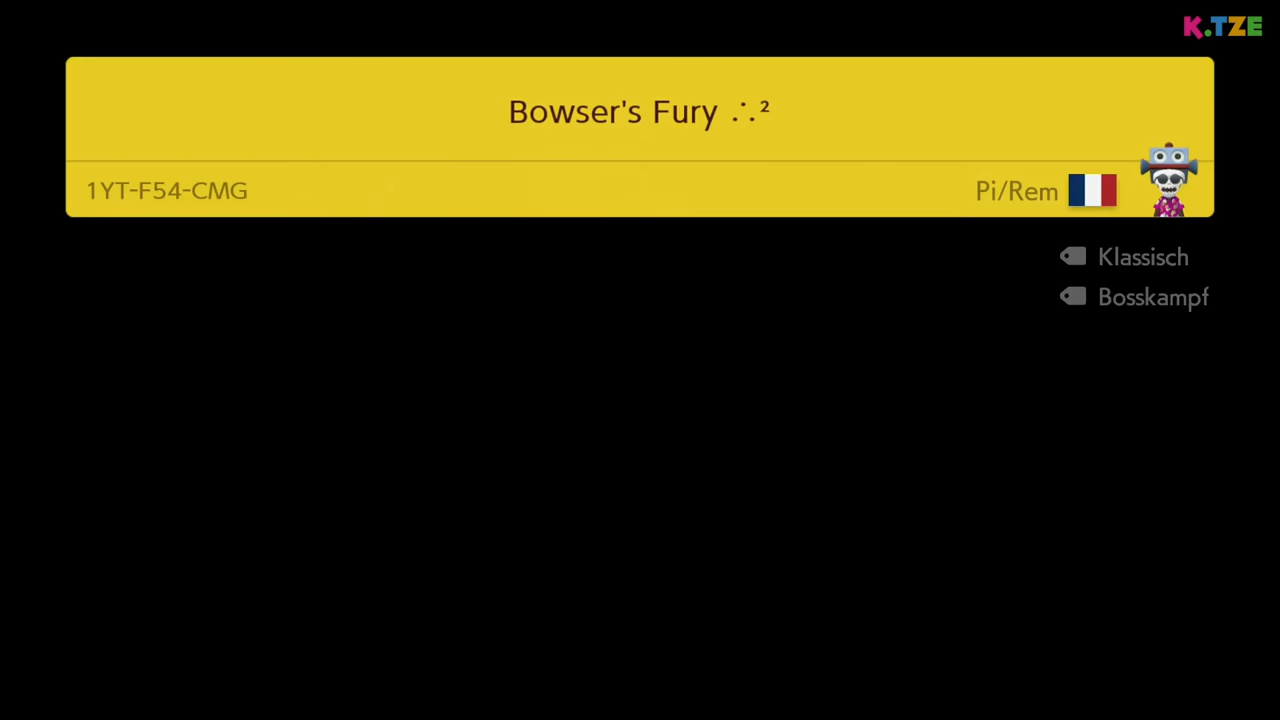 K.TZE
Bowser's Fury ∴²
1YT-F54-CMG
Pi/Rem
Klassisch
Bosskampf